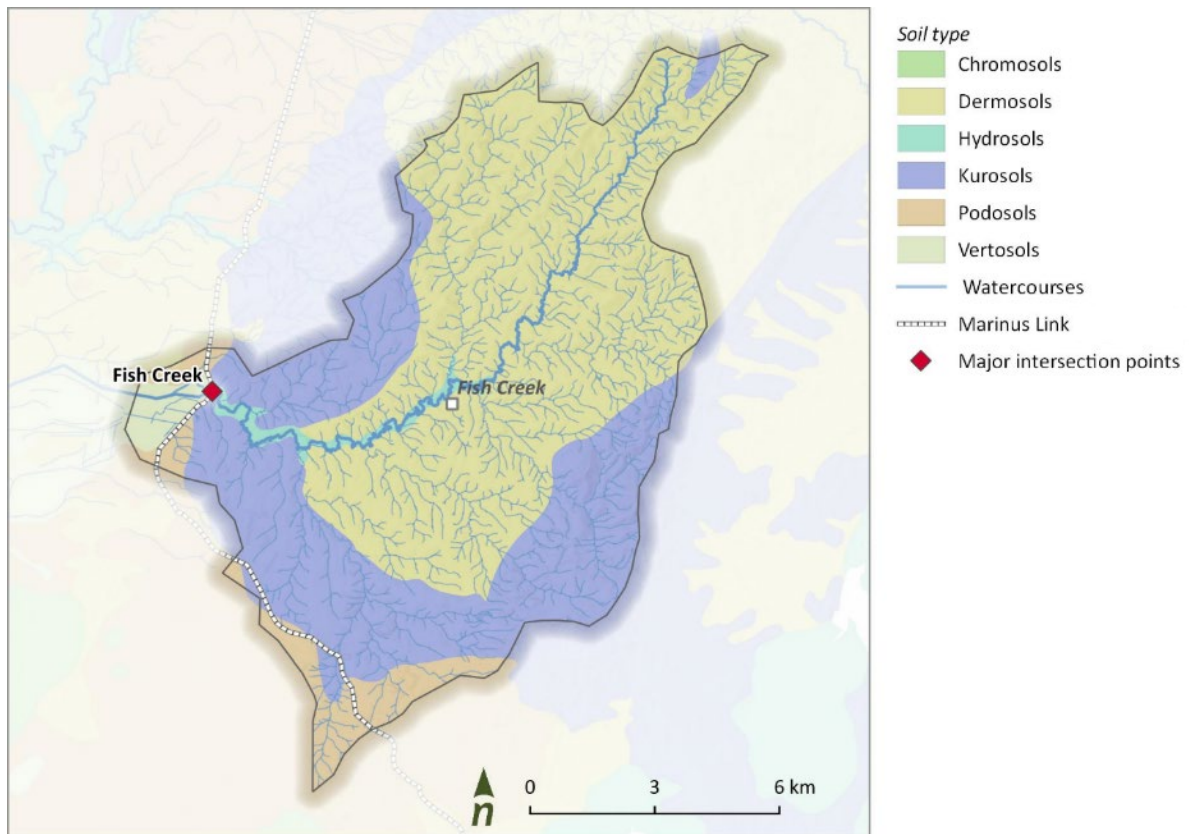 Soil type
Chromosols
Dermosols
Hydrosols
Kurosols
Podosols
Vertosols
Watercourses
Marinus Link
Major intersection points
Fish Creek
Fish Creek
n
0 3 6 km